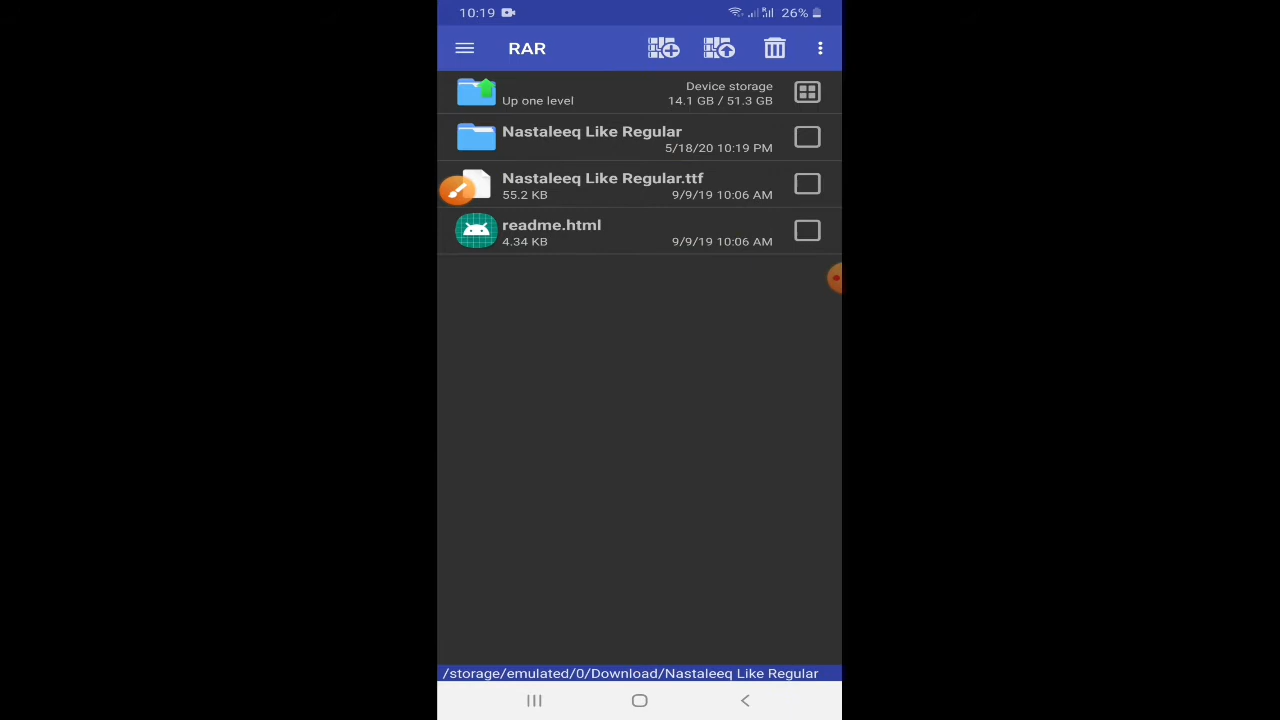 10:19 26%
RAR
Device storage
Up one level 14.1 GB / 51.3 GB
Nastaleeq Like Regular
5/18/20 10:19 PM
Nastaleeq Like Regular.ttf
55.2 KB 9/9/19 10:06 AM
readme.html
4.34 KB 9/9/19 10:06 AM
/storage/emulated/0/Download/Nastaleeq Like Regular